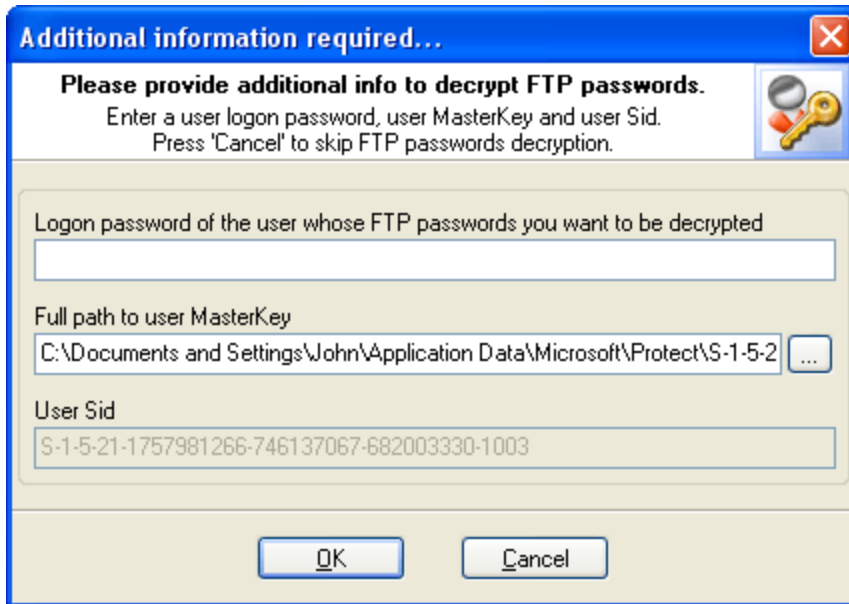 Additional information required...
Please provide additional info to decrypt FTP passwords.
Enter a user logon password, user MasterKey and user Sid.
Press 'Cancel' to skip FTP passwords decryption.
Logon password of the user whose FTP passwords you want to be decrypted
Full path to user MasterKey
C:\Documents and Settings\John\Application Data\Microsoft\Protect\S-1-5-2
...
User Sid
S-1-5-21-1757981266-746137067-682003330-1003
OK
Cancel